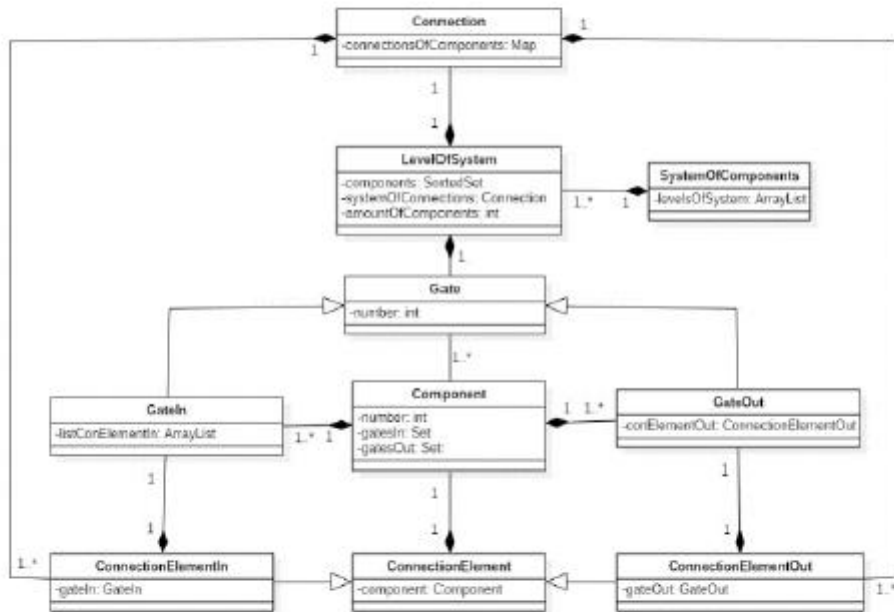 Connection
-connectionsOfComponents: Map
1
1
1
1
LevelOfSystem
-components: SortedSet
-systemOfConnections: Connection
-amountOfComponents: int
1..*
1
SystemOfComponents
-levelsOfSystem: ArrayList
1
Gate
-number: int
1..*
GateIn
-listConElementIn: ArrayList
1..*
1
Component
-number: int
-gatesIn: Set
-gatesOut: Set
1
1..*
GateOut
-conElementOut: ConnectionElementOut
1
1
1
1
1
1
1..*
ConnectionElementIn
-gateIn: GateIn
ConnectionElement
-component: Component
ConnectionElementOut
-gateOut: GateOut
1..*